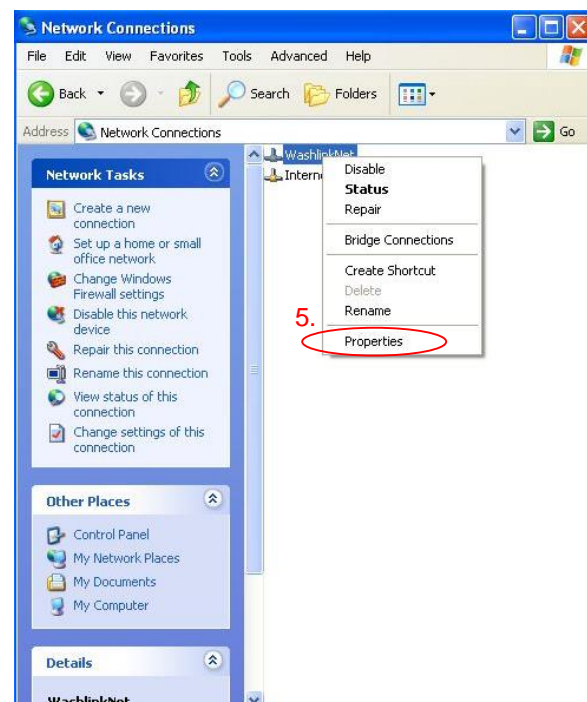 Network Connections
File Edit View Favorites Tools Advanced Help
Back Search Folders
Address Network Connections Go
Network Tasks
Create a new
connection
Set up a home or small
office network
Change Windows
Firewall settings
Disable this network
device
Repair this connection
Rename this connection
View status of this
connection
Change settings of this
connection
Other Places
Control Panel
My Network Places
My Documents
My Computer
Details
WashlinkNet
WashlinkNet
Intern
Disable
Status
Repair
Bridge Connections
Create Shortcut
Delete
Rename
5.
Properties